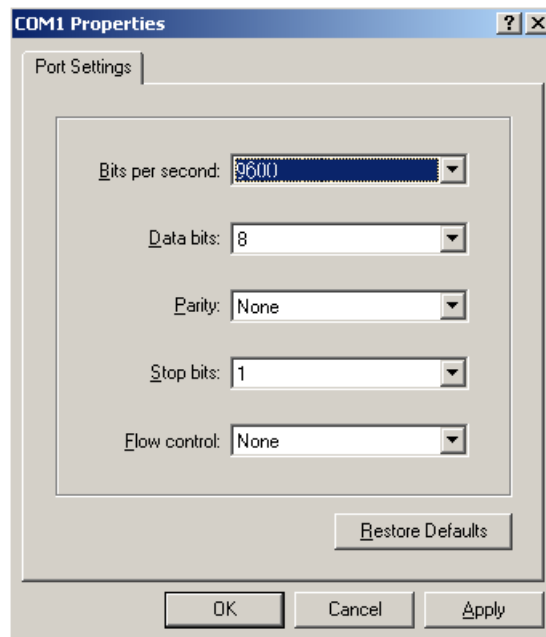 COM1 Properties
Port Settings
Bits per second: 9600
Data bits: 8
Parity: None
Stop bits: 1
Flow control: None
Restore Defaults
OK Cancel Apply